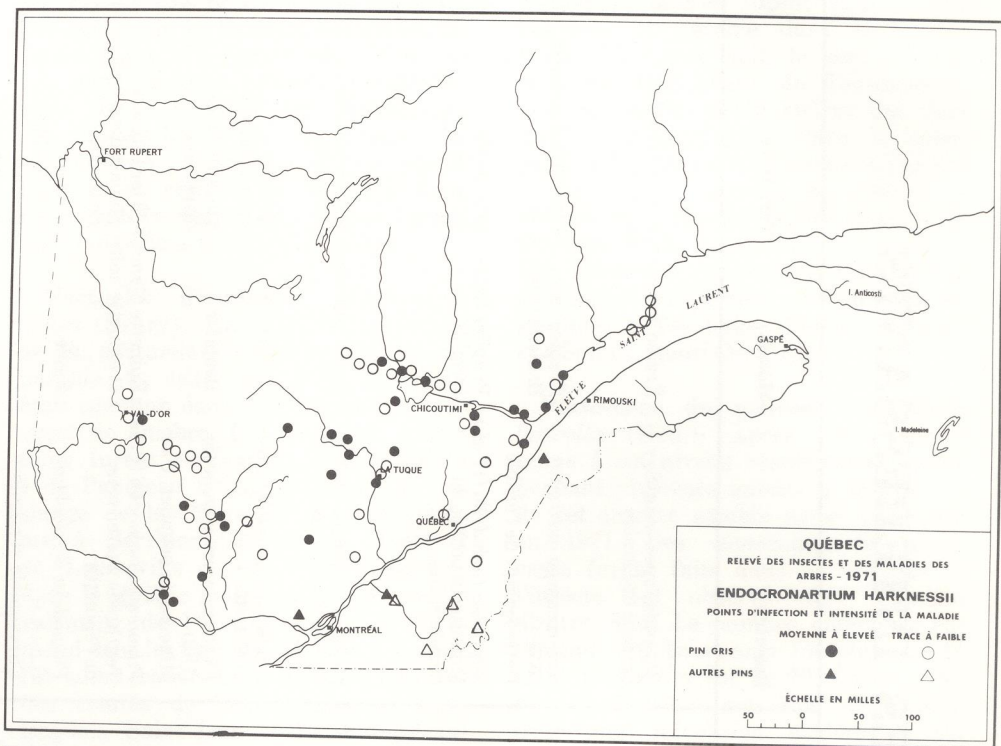 FORT RUPERT
I. Anticosti
LAURENT
SAINT
GASPÉ
FLEUVE
RIMOUSKI
CHICOUTIMI
I. Madeleine
VAL-D'OR
LA TUQUE
QUÉBEC
MONTRÉAL
QUÉBEC
RELEVÉ DES INSECTES ET DES MALADIES DES
ARBRES - 1971
ENDOCRONARTIUM HARKNESSII
POINTS D'INFECTION ET INTENSITÉ DE LA MALADIE
MOYENNE À ÉLEVEÉ TRACE À FAIBLE
PIN GRIS
AUTRES PINS
ÉCHELLE EN MILLES
50 0 50 100